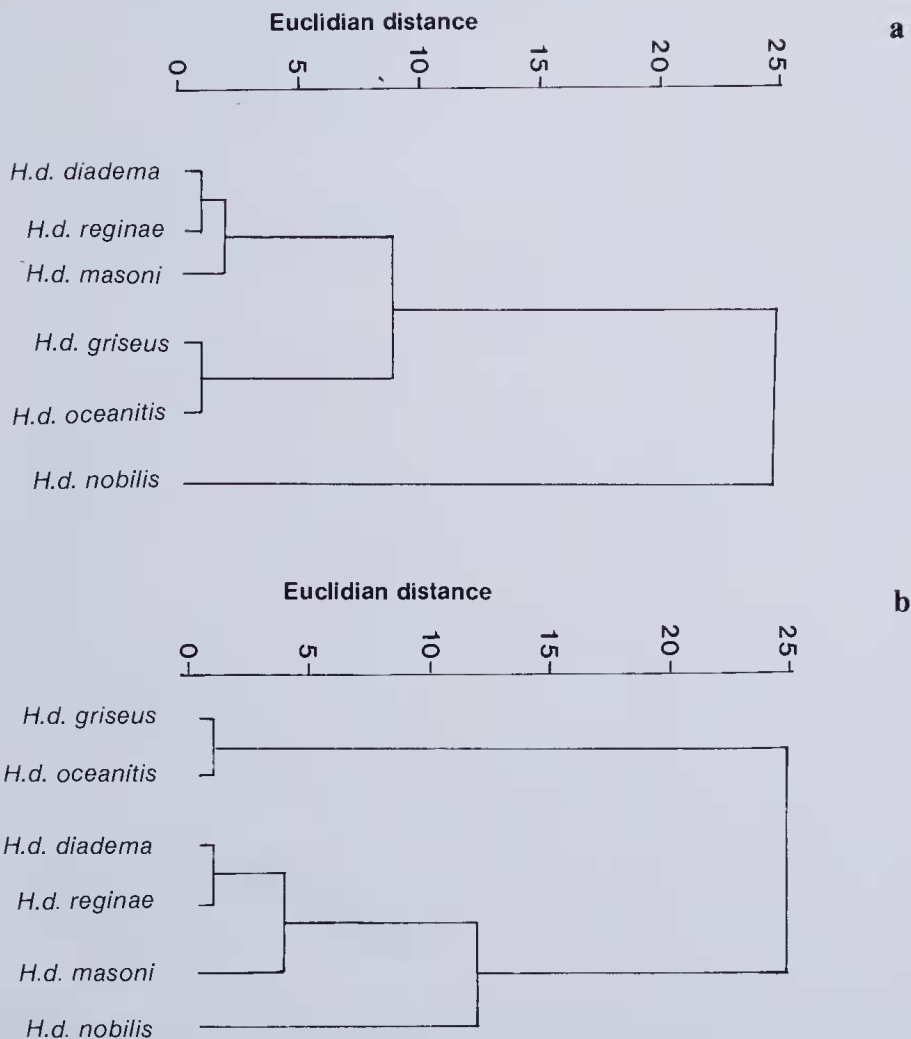 Euclidian distance
a
0 5 10 15 20 25
H.d. diadema
H.d. reginae
H.d. masoni
H.d. griseus
H.d. oceanitis
H.d. nobilis
Euclidian distance
b
0 5 10 15 20 25
H.d. griseus
H.d. oceanitis
H.d. diadema
H.d. reginae
H.d. masoni
H.d. nobilis